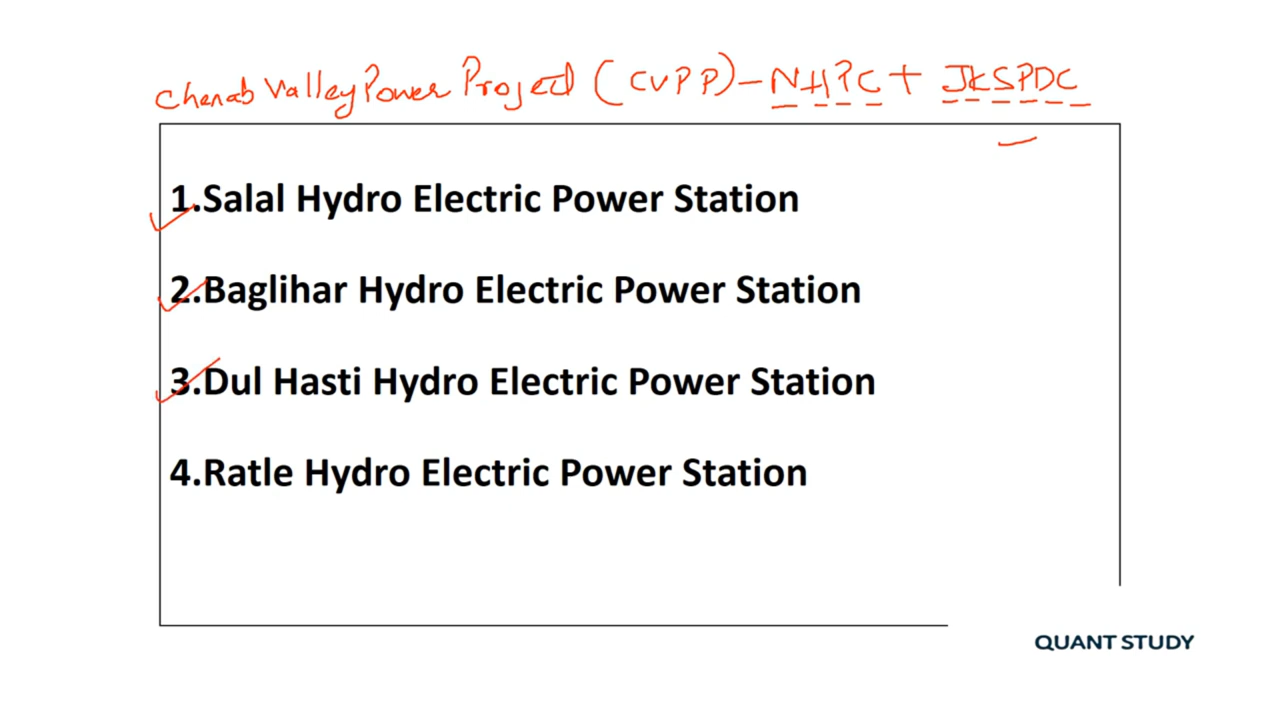 Chenab Valley Power Project (CVPP) - NHPC + JKSPDC
1.Salal Hydro Electric Power Station
2.Baglihar Hydro Electric Power Station
3.Dul Hasti Hydro Electric Power Station
4.Ratle Hydro Electric Power Station
QUANT STUDY